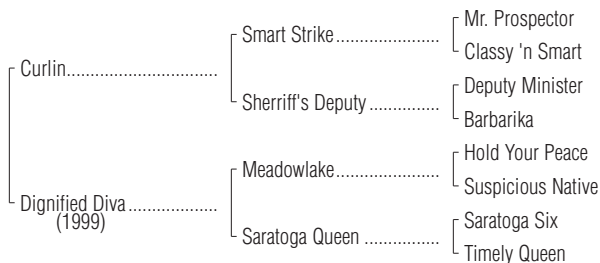 Mr. Prospector
Smart Strike..................
Classy 'n Smart
Curlin..........................
Deputy Minister
Sherriff's Deputy ............
Barbarika
Hold Your Peace
Meadowlake..................
Suspicious Native
Dignified Diva................
(1999)
Saratoga Six
Saratoga Queen .............
Timely Queen